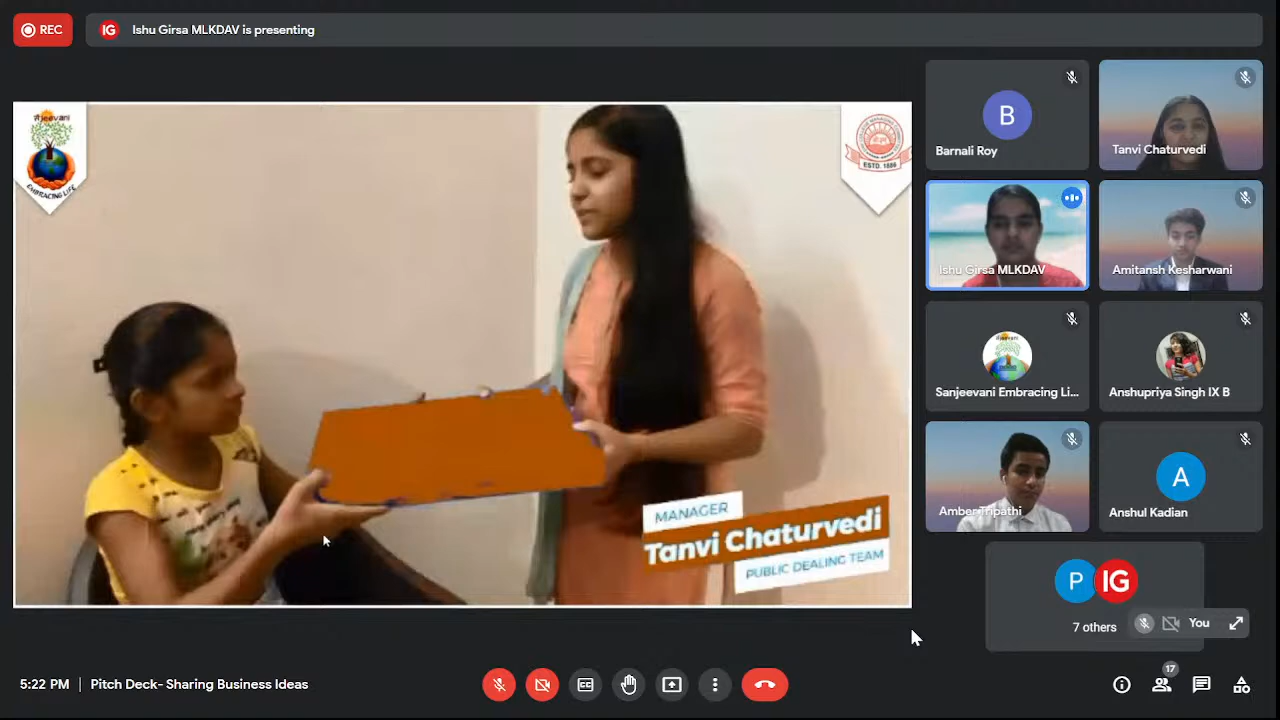 REC
IG Ishu Girsa MLKDAV is presenting
Ajeevani
EMBRACING LIFE
ESTD. 1886
MANAGER
Tanvi Chaturvedi
PUBLIC DEALING TEAM
B
Barnali Roy
Tanvi Chaturvedi
Ishu Girsa MLKDAV
Amitansh Kesharwani
Sanjeevani Embracing Li...
Anshupriya Singh IX B
Amber Tripathi
A
Anshul Kadian
P IG
7 others
You
5:22 PM | Pitch Deck- Sharing Business Ideas
CC
17